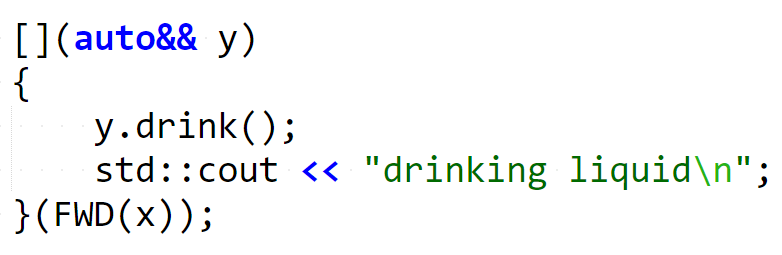 [](auto&& y)
{
    y.drink();
    std::cout << "drinking liquid\n";
}(FWD(x));